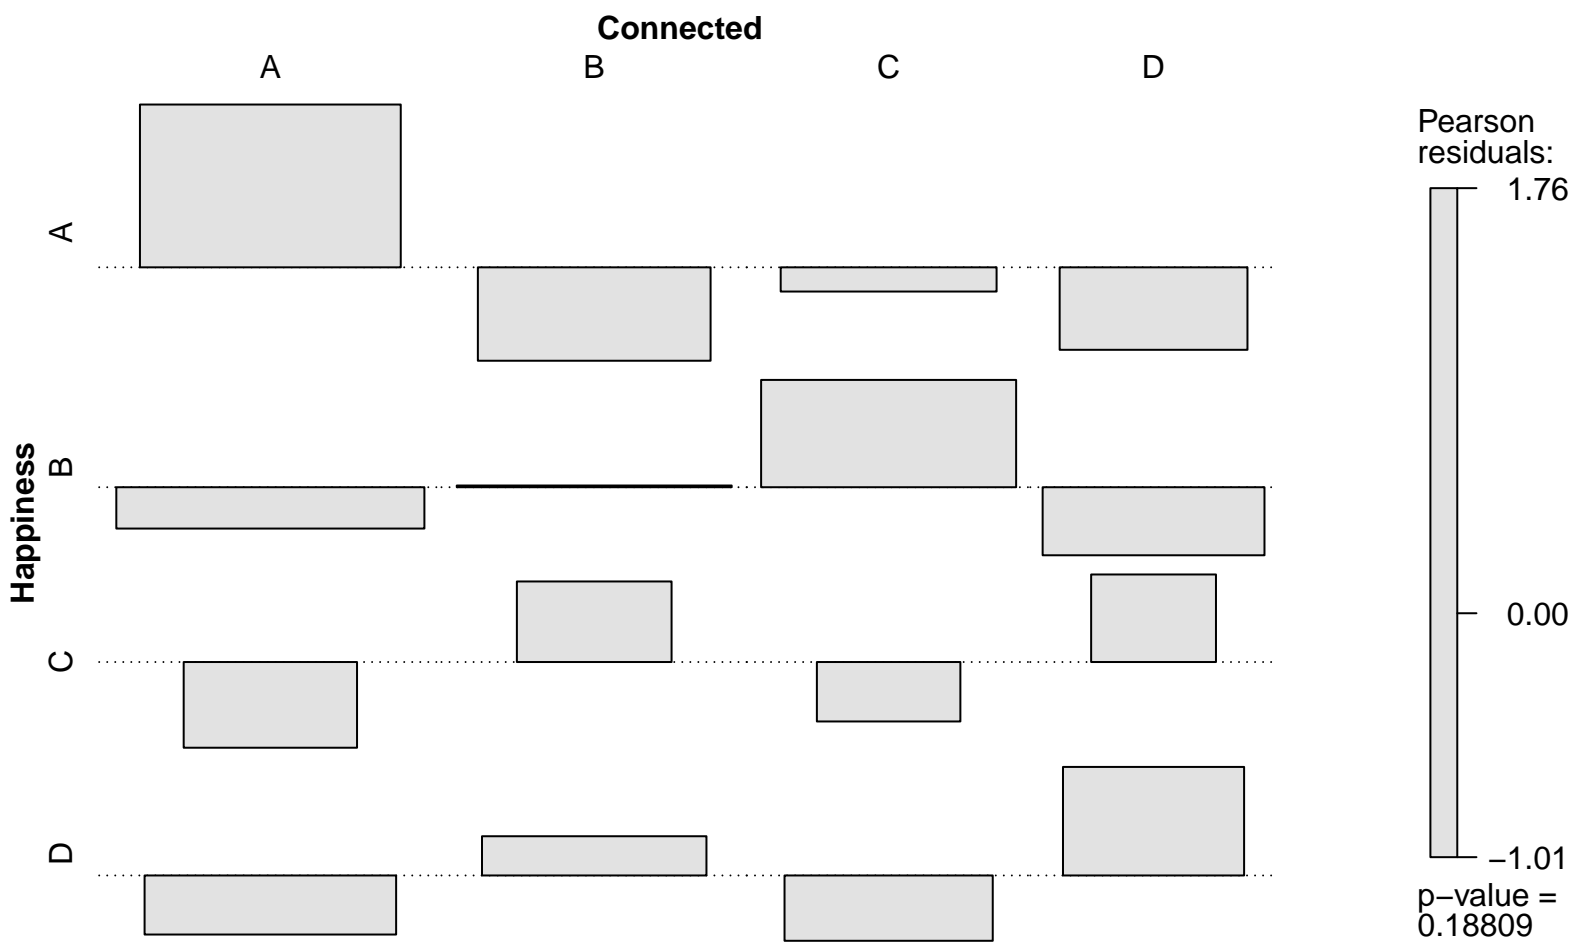 Connected
A B C D
Happiness
A
B
C
D
Pearson
residuals:
1.76
0.00
−1.01
p−value =
0.18809